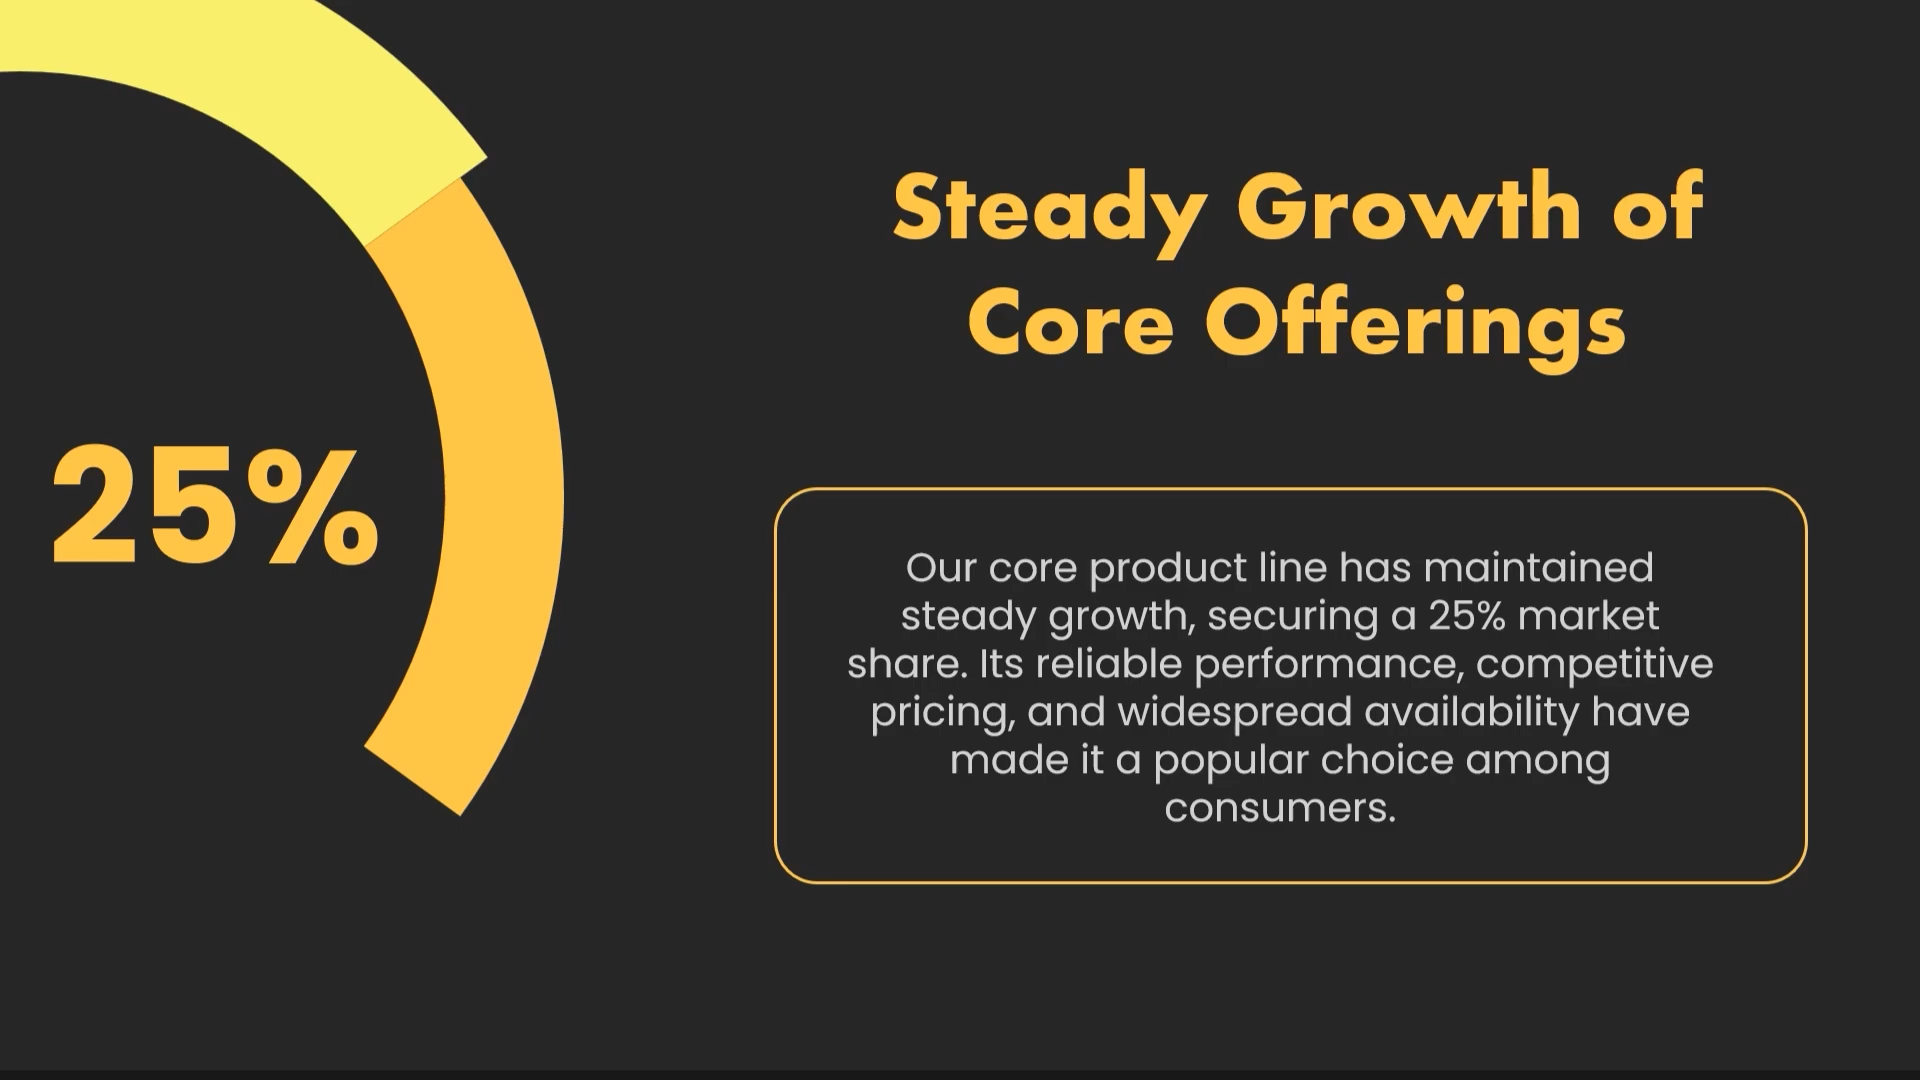 Steady Growth of
Core Offerings
25%
Our core product line has maintained
steady growth, securing a 25% market
share. Its reliable performance, competitive
pricing, and widespread availability have
made it a popular choice among
consumers.